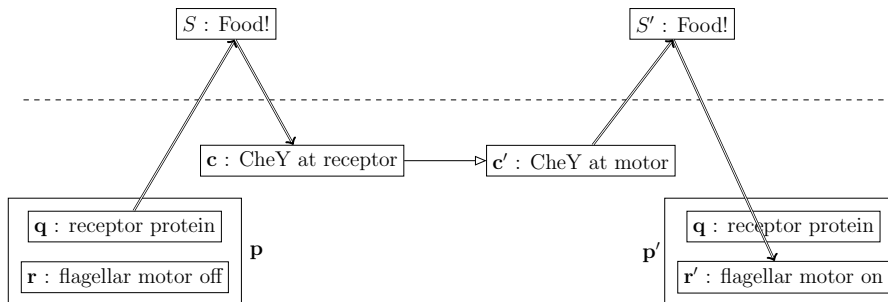 S : Food!
S′ : Food!
c : CheY at receptor
c′ : CheY at motor
q : receptor protein
p
r : flagellar motor off
p′
q : receptor protein
r′ : flagellar motor on